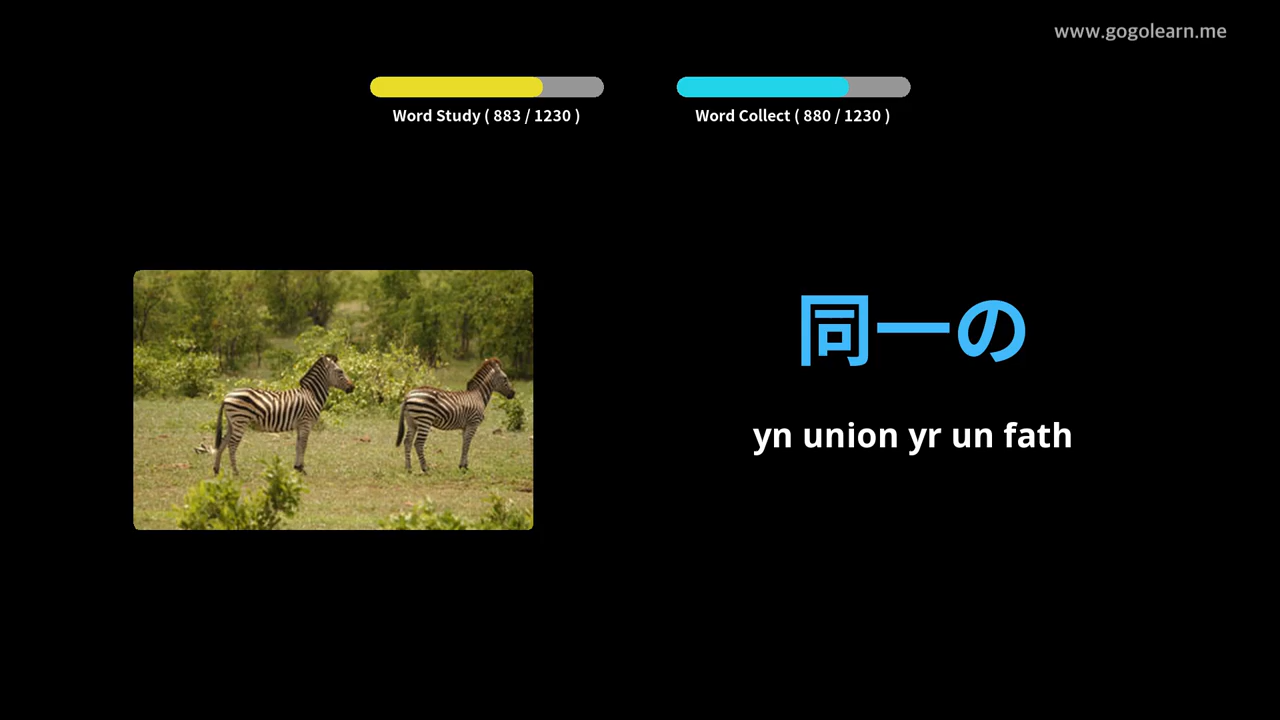 www.gogolearn.me
Word Study ( 883 / 1230 )
Word Collect ( 880 / 1230 )
同一の
yn union yr un fath